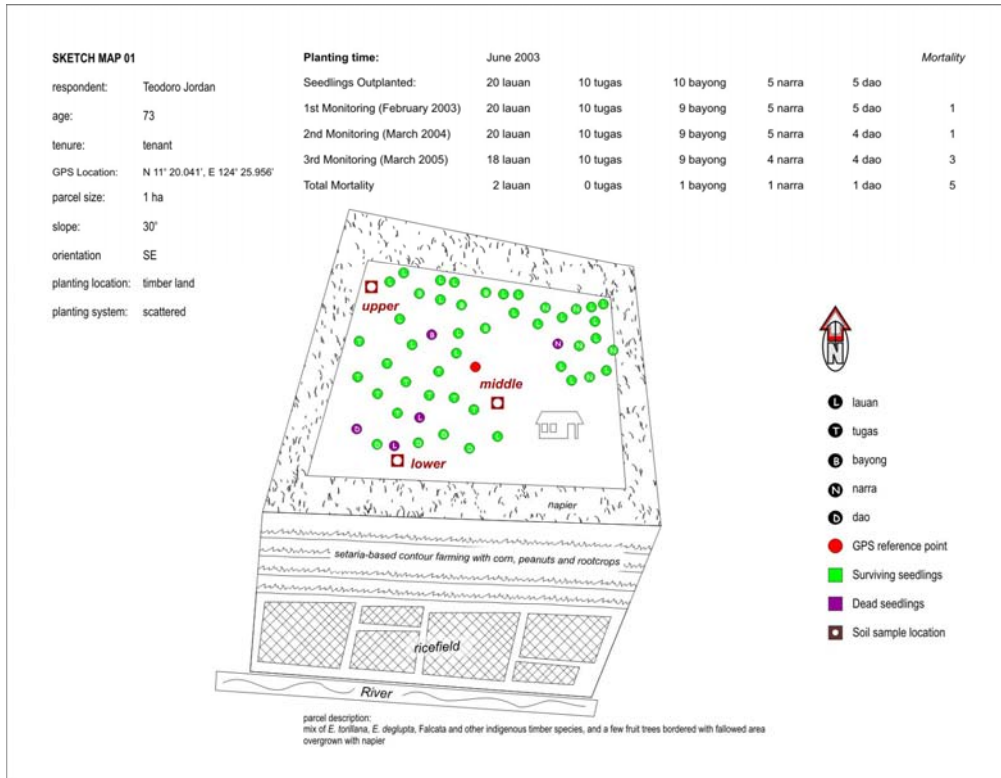 SKETCH MAP 01
respondent: Teodoro Jordan
age: 73
tenure: tenant
GPS Location: N 11° 20.041', E 124° 25.956'
parcel size: 1 ha
slope: 30°
orientation SE
planting location: timber land
planting system: scattered
Planting time: June 2003 Mortality
Seedlings Outplanted: 20 lauan 10 tugas 10 bayong 5 narra 5 dao
1st Monitoring (February 2003) 20 lauan 10 tugas 9 bayong 5 narra 5 dao 1
2nd Monitoring (March 2004) 20 lauan 10 tugas 9 bayong 5 narra 4 dao 1
3rd Monitoring (March 2005) 18 lauan 10 tugas 9 bayong 4 narra 4 dao 3
Total Mortality 2 lauan 0 tugas 1 bayong 1 narra 1 dao 5
upper
middle
lower
napier
setaria-based contour farming with corn, peanuts and rootcrops
ricefield
River
N
L lauan
T tugas
B bayong
N narra
D dao
GPS reference point
Surviving seedlings
Dead seedlings
Soil sample location
parcel description:
mix of E. torillana, E. deglupta, Falcata and other indigenous timber species, and a few fruit trees bordered with fallowed area
overgrown with napier